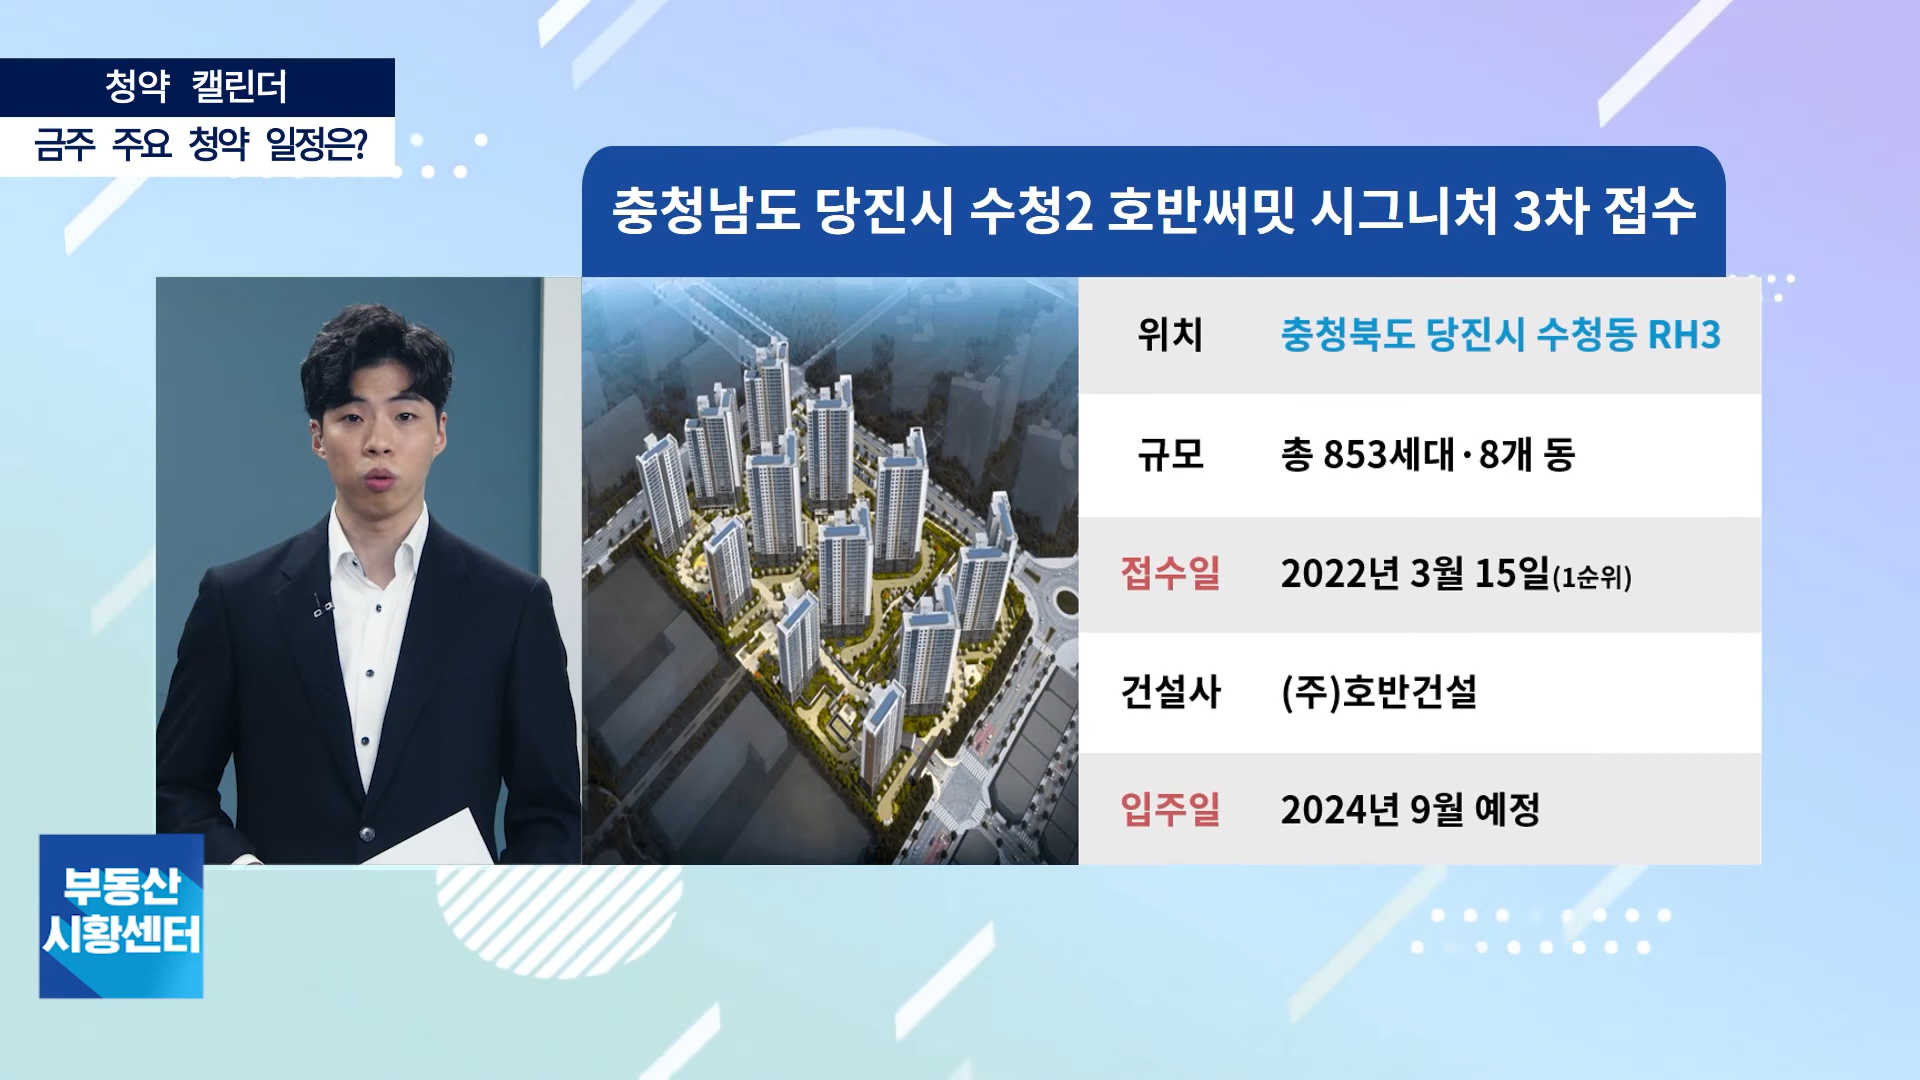 청약 캘린더
금주 주요 청약 일정은?
충청남도 당진시 수청2 호반써밋 시그니처 3차 접수
위치 충청북도 당진시 수청동 RH3
규모 총 853세대·8개 동
접수일 2022년 3월 15일(1순위)
건설사 (주)호반건설
입주일 2024년 9월 예정
부동산
시황센터